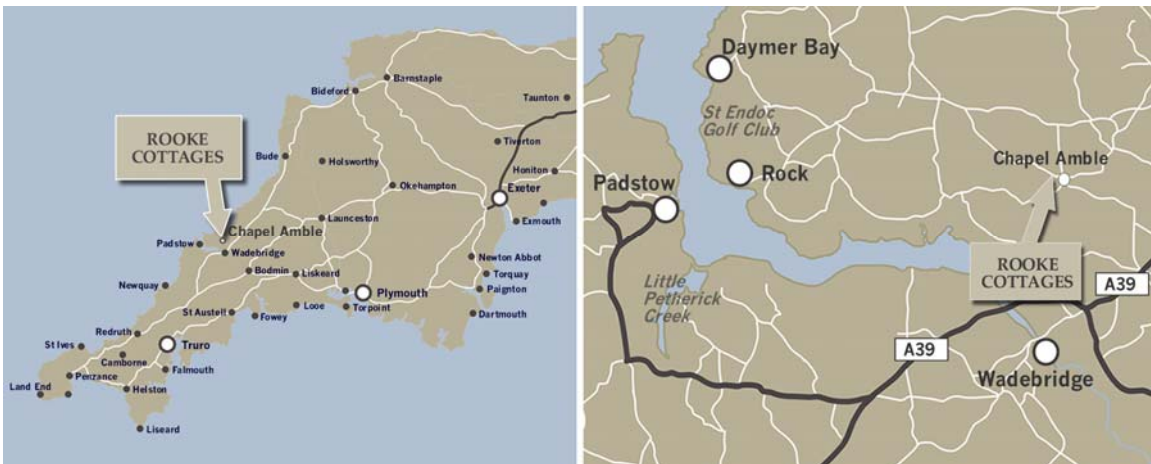 Barnstaple
Bideford
Taunton
ROOKE
COTTAGES
Tiverton
Bude
Holsworthy
Honiton
Okehampton
Exeter
Launceston
Exmouth
Chapel Amble
Padstow
Wadebridge
Newton Abbot
Bodmin
Liskeard
Torquay
Newquay
Plymouth
Paignton
St Austell
Looe
Torpoint
Fowey
Dartmouth
Redruth
St Ives
Truro
Camborne
Falmouth
Penzance
Land End
Helston
Liseard
Daymer Bay
St Endoc
Golf Club
Chapel Amble
Rock
Padstow
ROOKE
COTTAGES
Little
Petherick
Creek
A39
A39
Wadebridge